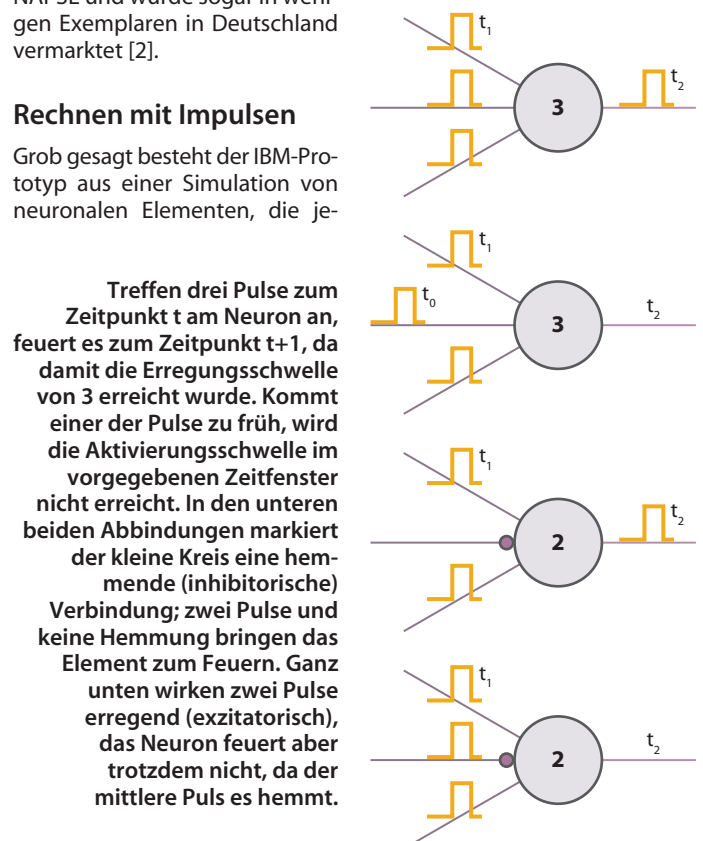 gen Exemplaren in Deutschland
vermarktet [2].
Rechnen mit Impulsen
Grob gesagt besteht der IBM-Pro-
totyp aus einer Simulation von
neuronalen Elementen, die je-
Treffen drei Pulse zum
Zeitpunkt t am Neuron an,
feuert es zum Zeitpunkt t+1, da
damit die Erregungsschwelle
von 3 erreicht wurde. Kommt
einer der Pulse zu früh, wird
die Aktivierungsschwelle im
vorgegebenen Zeitfenster
nicht erreicht. In den unteren
beiden Abbindungen markiert
der kleine Kreis eine hem-
mende (inhibitorische)
Verbindung; zwei Pulse und
keine Hemmung bringen das
Element zum Feuern. Ganz
unten wirken zwei Pulse
erregend (exzitatorisch),
das Neuron feuert aber
trotzdem nicht, da der
mittlere Puls es hemmt.
t1
3
t2
t1
t0
3
t2
t1
2
t2
t1
2
t2